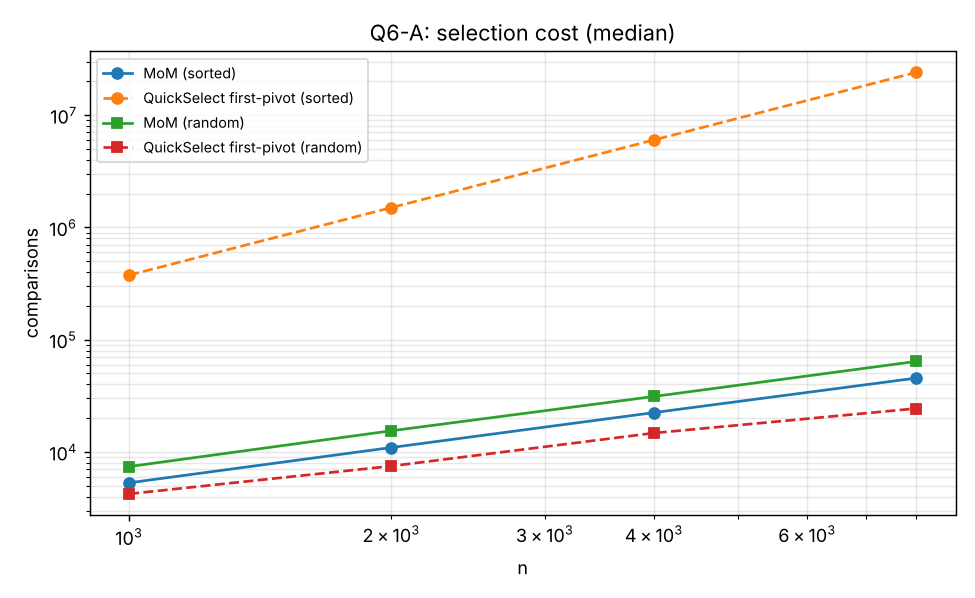 Q6-A: selection cost (median)
MoM (sorted)
QuickSelect first-pivot (sorted)
MoM (random)
QuickSelect first-pivot (random)
comparisons
10⁷
10⁶
10⁵
10⁴
10³
2 × 10³
3 × 10³
4 × 10³
6 × 10³
n